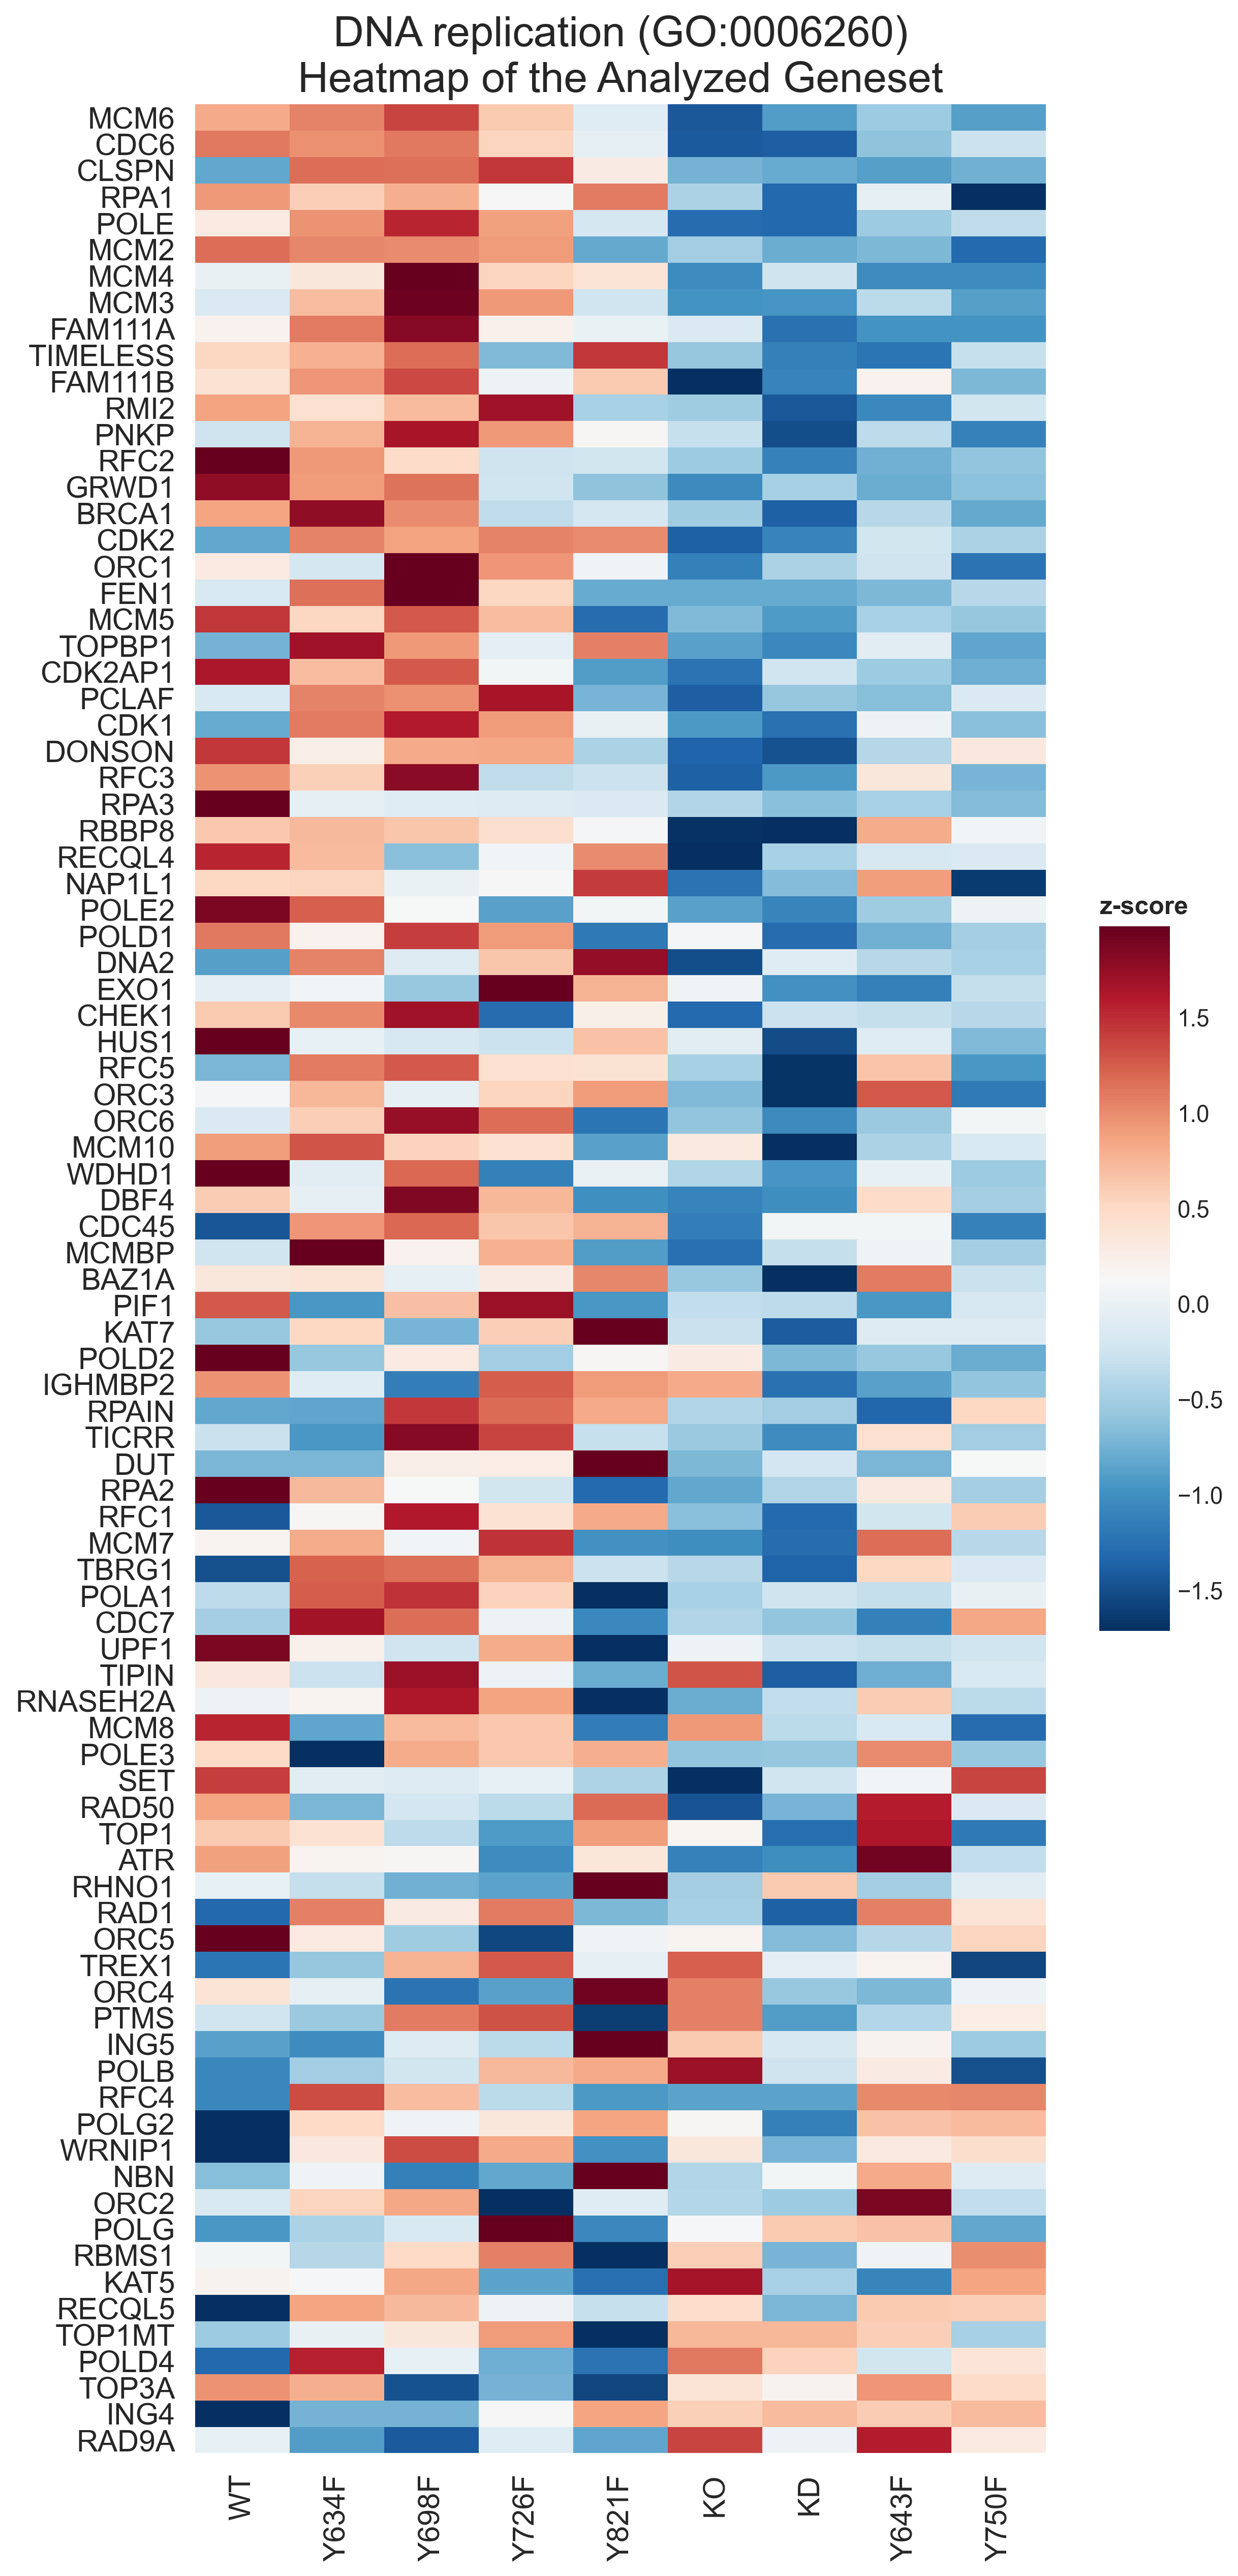 DNA replication (GO:0006260)
Heatmap of the Analyzed Geneset
MCM6
CDC6
CLSPN
RPA1
POLE
MCM2
MCM4
MCM3
FAM111A
TIMELESS
FAM111B
RMI2
PNKP
RFC2
GRWD1
BRCA1
CDK2
ORC1
FEN1
MCM5
TOPBP1
CDK2AP1
PCLAF
CDK1
DONSON
RFC3
RPA3
RBBP8
RECQL4
NAP1L1
POLE2
POLD1
DNA2
EXO1
CHEK1
HUS1
RFC5
ORC3
ORC6
MCM10
WDHD1
DBF4
CDC45
MCMBP
BAZ1A
PIF1
KAT7
POLD2
IGHMBP2
RPAIN
TICRR
DUT
RPA2
RFC1
MCM7
TBRG1
POLA1
CDC7
UPF1
TIPIN
RNASEH2A
MCM8
POLE3
SET
RAD50
TOP1
ATR
RHNO1
RAD1
ORC5
TREX1
ORC4
PTMS
ING5
POLB
RFC4
POLG2
WRNIP1
NBN
ORC2
POLG
RBMS1
KAT5
RECQL5
TOP1MT
POLD4
TOP3A
ING4
RAD9A
WT
Y634F
Y698F
Y726F
Y821F
KO
KD
Y643F
Y750F
z-score
1.5
1.0
0.5
0.0
−0.5
−1.0
−1.5